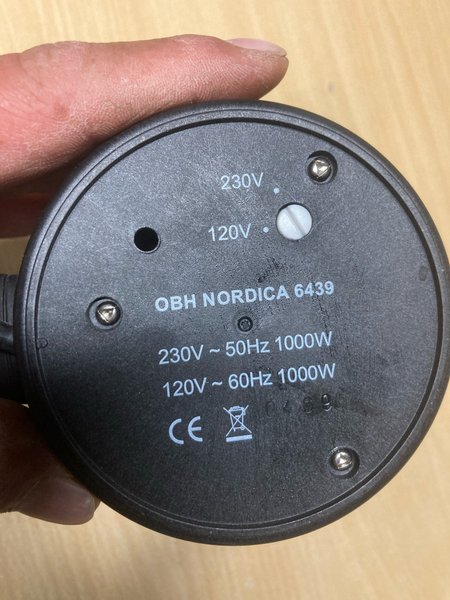 230V
120V
OBH NORDICA 6439
230V ~ 50Hz 1000W
120V ~ 60Hz 1000W
CE